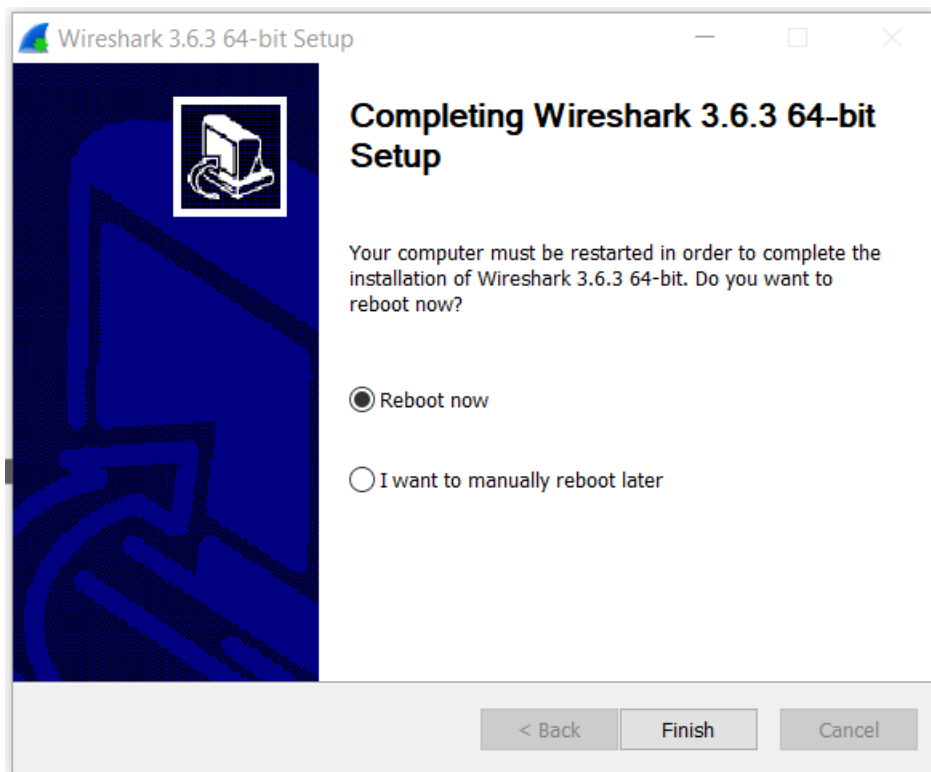 Wireshark 3.6.3 64-bit Setup
Completing Wireshark 3.6.3 64-bit
Setup
Your computer must be restarted in order to complete the
installation of Wireshark 3.6.3 64-bit. Do you want to
reboot now?
Reboot now
I want to manually reboot later
< Back Finish Cancel